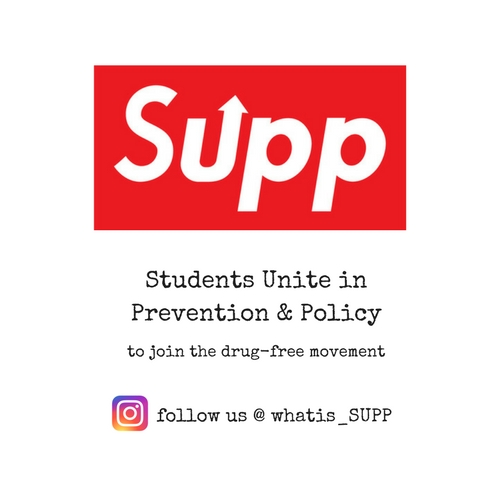 Supp
Students Unite in
Prevention & Policy
to join the drug-free movement
follow us @ whatis_SUPP